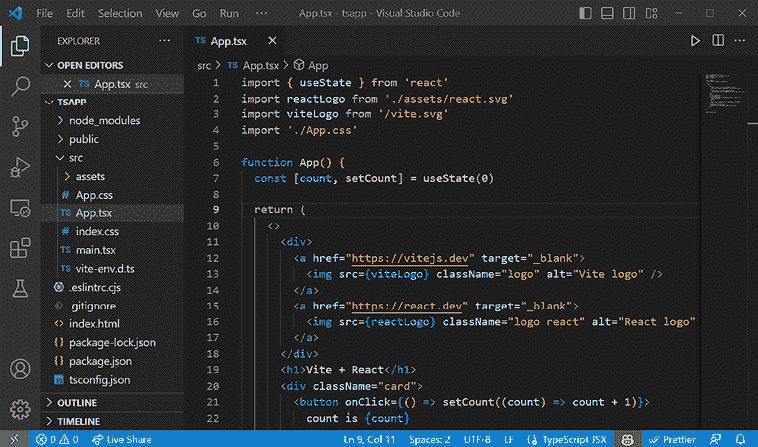 File Edit Selection View Go Run ··· App.tsx - tsapp - Visual Studio Code
EXPLORER ···
OPEN EDITORS
TS App.tsx src
TSAPP
node_modules
public
src
assets
# App.css
TS App.tsx
# index.css
TS main.tsx
TS vite-env.d.ts
.eslintrc.cjs
.gitignore
<> index.html
package-lock.json
package.json
tsconfig.json
OUTLINE
TIMELINE
TS App.tsx
src > TS App.tsx > App
1 import { useState } from 'react'
2 import reactLogo from './assets/react.svg'
3 import viteLogo from '/vite.svg'
4 import './App.css'
5
6 function App() {
7 const [count, setCount] = useState(0)
8
9 return (
10 <>
11 <div>
12 <a href="https://vitejs.dev" target="_blank">
13 <img src={viteLogo} className="logo" alt="Vite logo" />
14 </a>
15 <a href="https://react.dev" target="_blank">
16 <img src={reactLogo} className="logo react" alt="React logo"
17 </a>
18 </div>
19 <h1>Vite + React</h1>
20 <div className="card">
21 <button onClick={() => setCount((count) => count + 1)}>
22 count is {count}
0 0 Live Share Ln 9, Col 11 Spaces: 2 UTF-8 LF {} TypeScript JSX Prettier